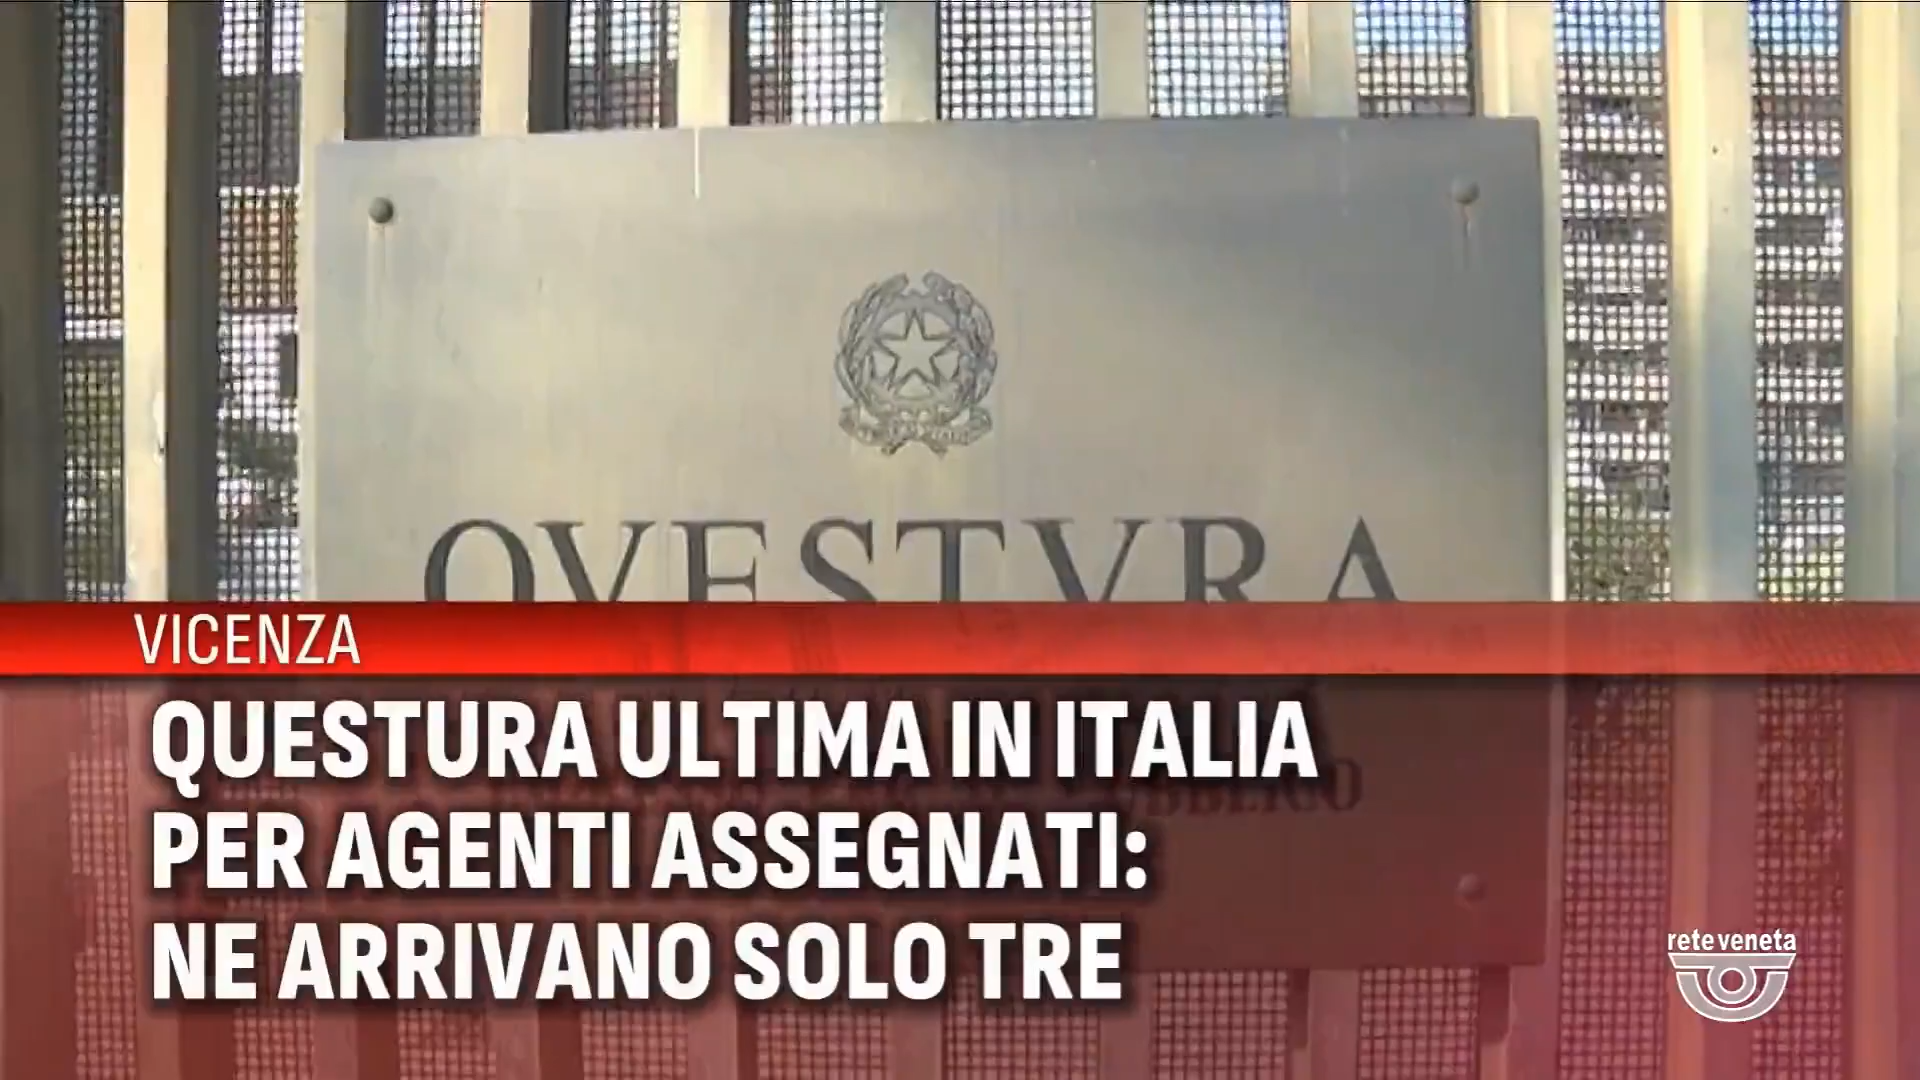 QVESTVRA
VICENZA
QUESTURA ULTIMA IN ITALIA
PER AGENTI ASSEGNATI:
NE ARRIVANO SOLO TRE
rete veneta